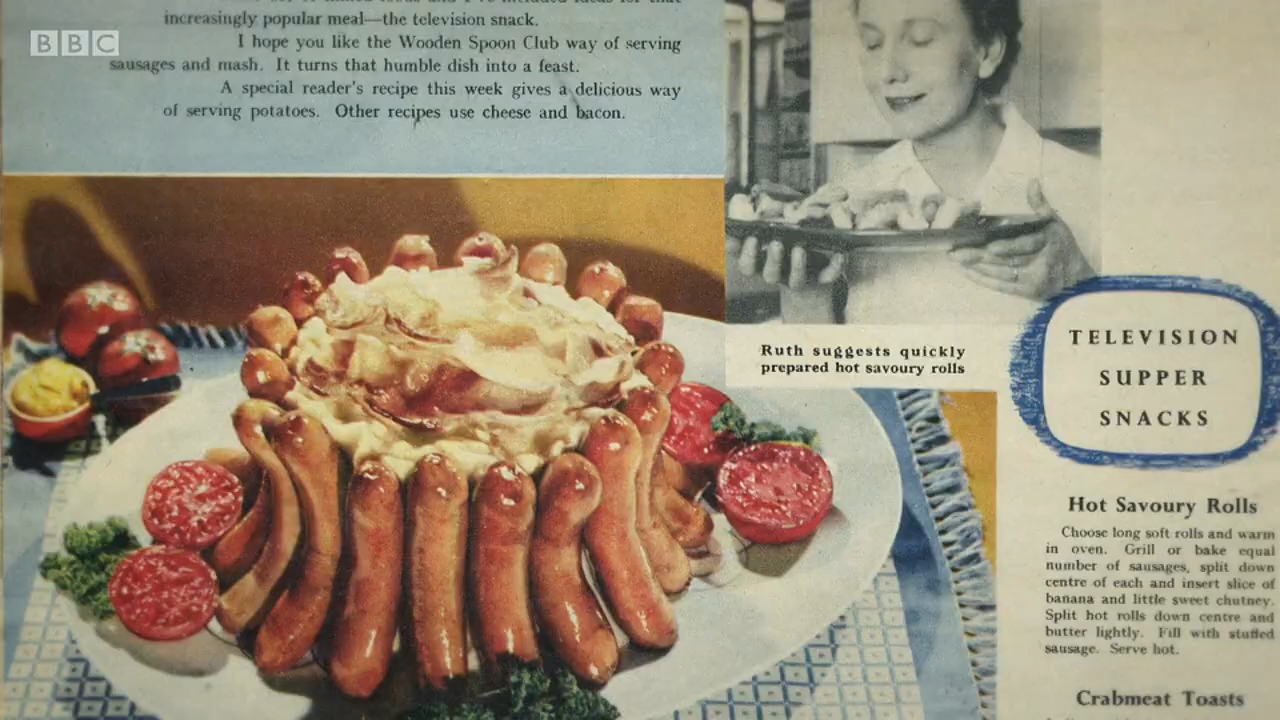 BBC
increasingly popular meal—the television snack.
I hope you like the Wooden Spoon Club way of serving
sausages and mash. It turns that humble dish into a feast.
A special reader's recipe this week gives a delicious way
of serving potatoes. Other recipes use cheese and bacon.
Ruth suggests quickly
prepared hot savoury rolls
TELEVISION
SUPPER
SNACKS
Hot Savoury Rolls
Choose long soft rolls and warm
in oven. Grill or bake equal
number of sausages, split down
centre of each and insert slice of
banana and little sweet chutney.
Split hot rolls down centre and
butter lightly. Fill with stuffed
sausage. Serve hot.
Crabmeat Toasts